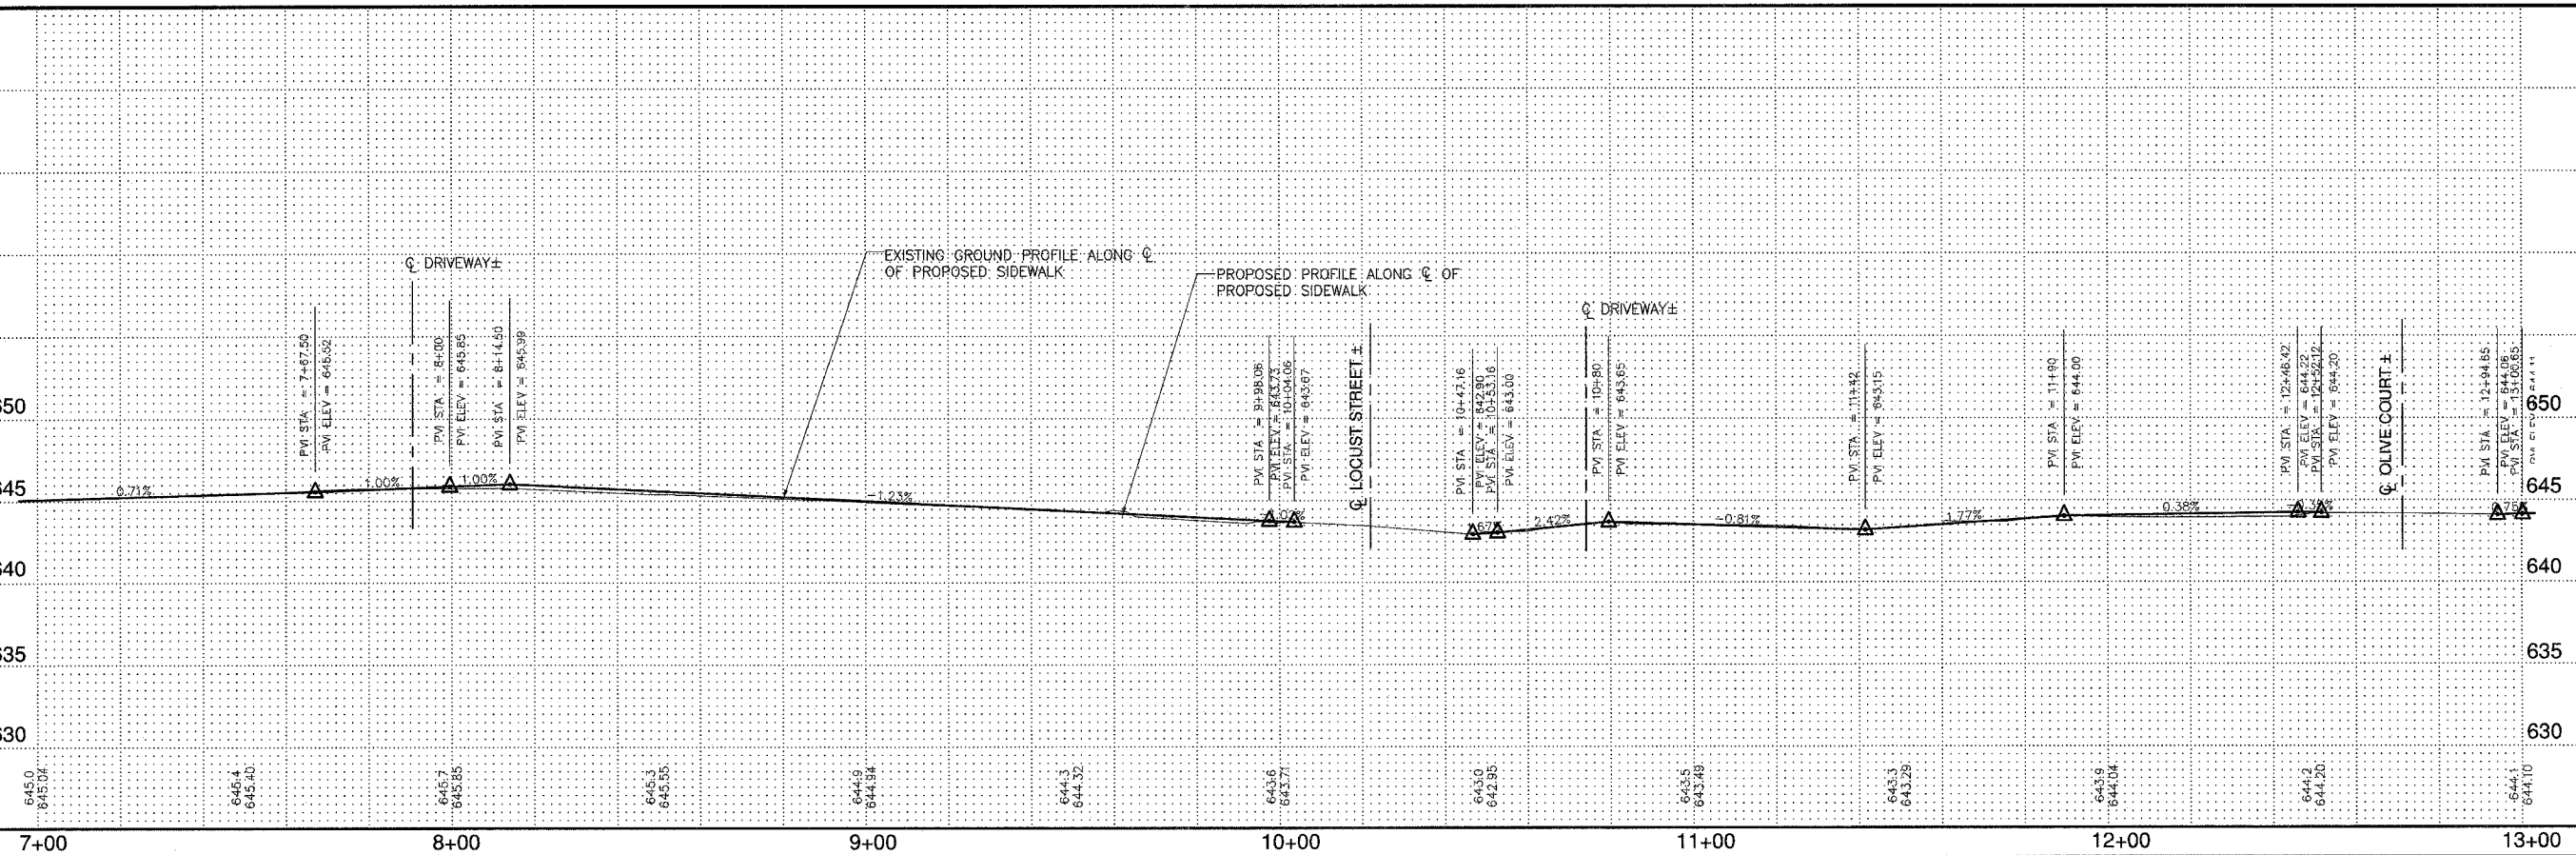 EXISTING GROUND PROFILE ALONG ℄
OF PROPOSED SIDEWALK
PROPOSED PROFILE ALONG ℄ OF
PROPOSED SIDEWALK
℄ DRIVEWAY±
℄ DRIVEWAY±
PVI STA = 7+67.50
PVI ELEV = 645.52
PVI STA = 8+00
PVI ELEV = 645.85
PVI STA = 8+14.50
PVI ELEV = 645.99
PVI STA = 9+98.06
PVI ELEV = 643.73
PVI STA = 10+04.06
PVI ELEV = 643.67
℄ LOCUST STREET ±
PVI STA = 10+47.16
PVI ELEV = 642.90
PVI STA = 10+53.16
PVI ELEV = 643.00
PVI STA = 10+80
PVI ELEV = 643.65
PVI STA = 11+42
PVI ELEV = 643.15
PVI STA = 11+90
PVI ELEV = 644.00
PVI STA = 12+46.42
PVI ELEV = 644.22
PVI STA = 12+52.12
PVI ELEV = 644.20
℄ OLIVE COURT ±
PVI STA = 12+94.65
PVI ELEV = 644.06
PVI STA = 13+00.65
0.71%
1.00%
1.00%
-1.23%
2.42%
-0.81%
1.77%
0.38%
650
645
640
635
630
650
645
640
635
630
645.0
645.04
645.4
645.40
645.7
645.85
645.3
645.55
644.9
644.94
644.3
644.32
643.6
643.71
643.0
642.95
643.5
643.49
643.3
643.29
643.9
644.04
644.2
644.20
644.1
644.10
7+00
8+00
9+00
10+00
11+00
12+00
13+00